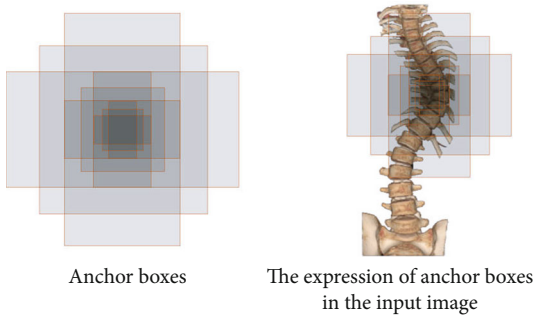 Anchor boxes
The expression of anchor boxes
in the input image